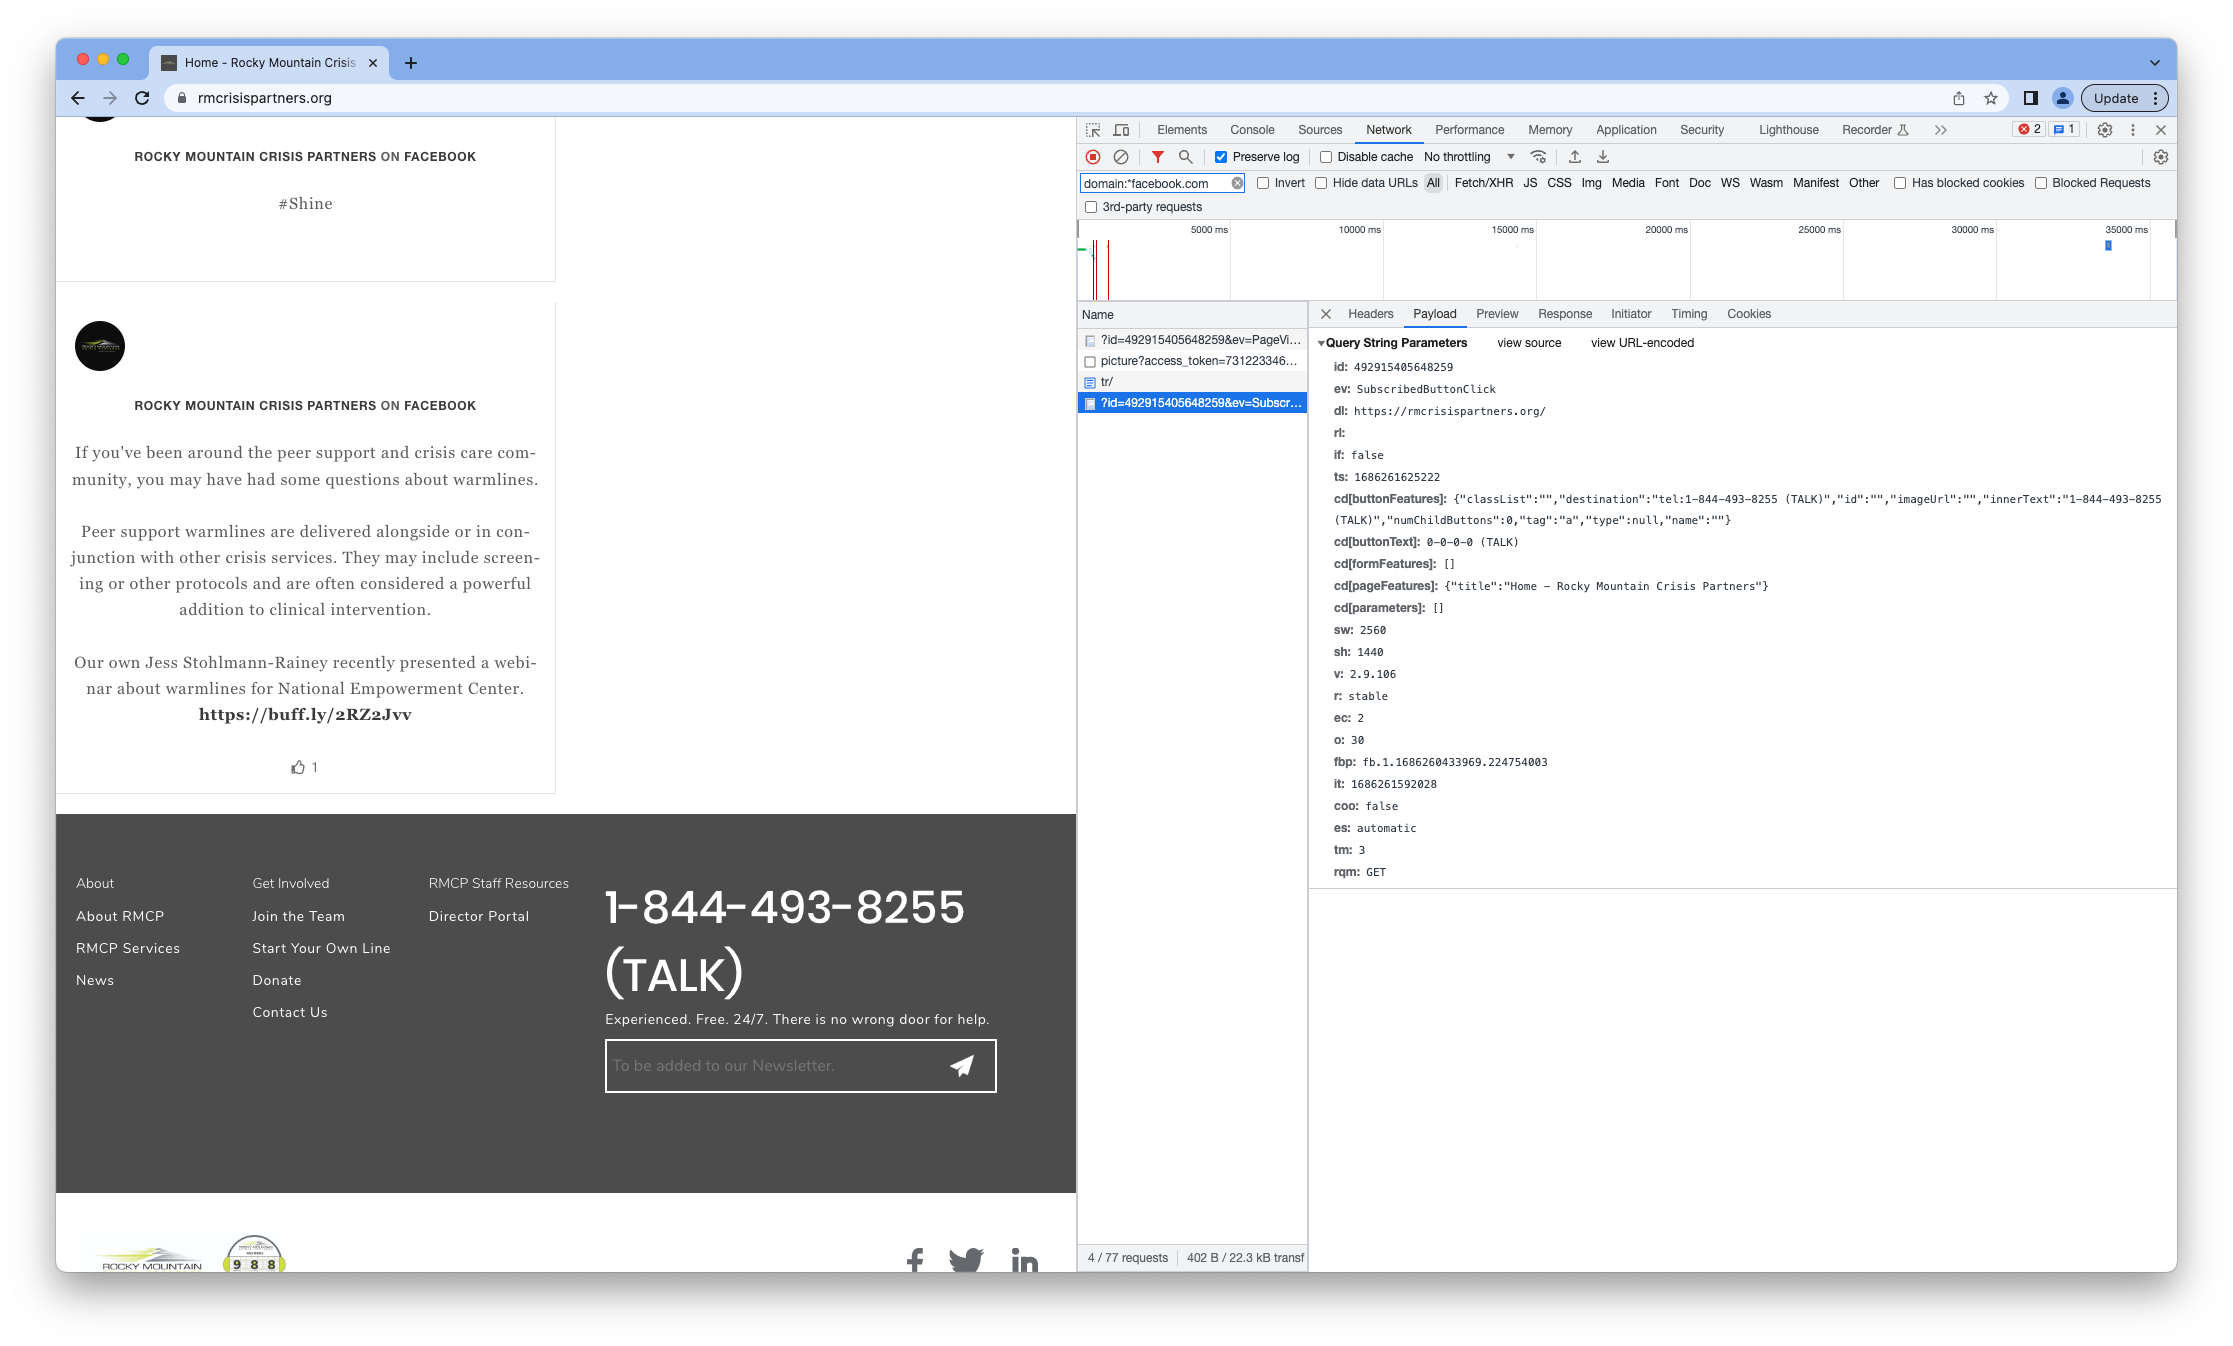 Home - Rocky Mountain Crisis
rmcrisispartners.org
Update
ROCKY MOUNTAIN CRISIS PARTNERS ON FACEBOOK
#Shine
ROCKY MOUNTAIN CRISIS PARTNERS ON FACEBOOK
If you've been around the peer support and crisis care com-
munity, you may have had some questions about warmlines.
Peer support warmlines are delivered alongside or in con-
junction with other crisis services. They may include screen-
ing or other protocols and are often considered a powerful
addition to clinical intervention.
Our own Jess Stohlmann-Rainey recently presented a webi-
nar about warmlines for National Empowerment Center.
https://buff.ly/2RZ2Jvv
1
About
About RMCP
RMCP Services
News
Get Involved
Join the Team
Start Your Own Line
Donate
Contact Us
RMCP Staff Resources
Director Portal
1-844-493-8255
(TALK)
Experienced. Free. 24/7. There is no wrong door for help.
To be added to our Newsletter.
ROCKY MOUNTAIN
988
Elements Console Sources Network Performance Memory Application Security Lighthouse Recorder 2 1
Preserve log Disable cache No throttling
domain:*facebook.com Invert Hide data URLs All Fetch/XHR JS CSS Img Media Font Doc WS Wasm Manifest Other Has blocked cookies Blocked Requests
3rd-party requests
5000 ms 10000 ms 15000 ms 20000 ms 25000 ms 30000 ms 35000 ms
Name
?id=492915405648259&ev=PageVi...
picture?access_token=731223346...
tr/
?id=492915405648259&ev=Subscr...
4 / 77 requests 402 B / 22.3 kB transf
Headers Payload Preview Response Initiator Timing Cookies
Query String Parameters view source view URL-encoded
id: 492915405648259
ev: SubscribedButtonClick
dl: https://rmcrisispartners.org/
rl:
if: false
ts: 1686261625222
cd[buttonFeatures]: {"classList":"","destination":"tel:1-844-493-8255 (TALK)","id":"","imageUrl":"","innerText":"1-844-493-8255
(TALK)","numChildButtons":0,"tag":"a","type":null,"name":""}
cd[buttonText]: 0-0-0-0 (TALK)
cd[formFeatures]: []
cd[pageFeatures]: {"title":"Home - Rocky Mountain Crisis Partners"}
cd[parameters]: []
sw: 2560
sh: 1440
v: 2.9.106
r: stable
ec: 2
o: 30
fbp: fb.1.1686260433969.224754003
it: 1686261592028
coo: false
es: automatic
tm: 3
rqm: GET